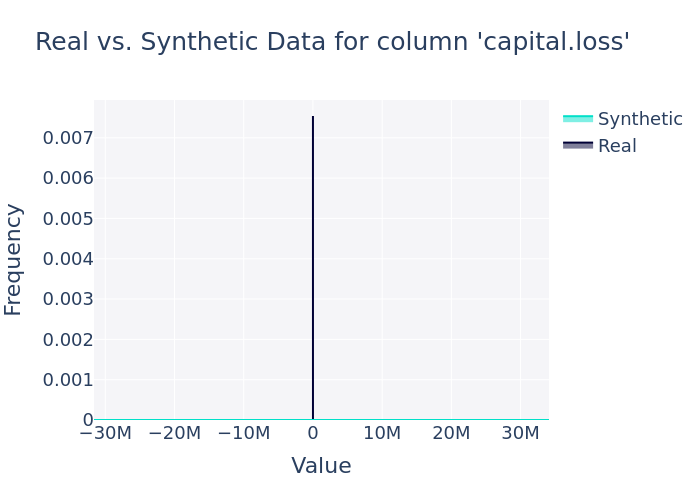 Real vs. Synthetic Data for column 'capital.loss'
Synthetic
Real
Frequency
0.007
0.006
0.005
0.004
0.003
0.002
0.001
0
−30M −20M −10M 0 10M 20M 30M
Value